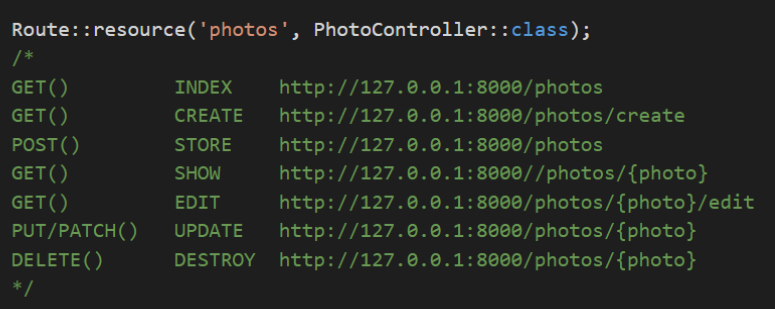 Route::resource('photos', PhotoController::class);
/*
GET() INDEX http://127.0.0.1:8000/photos
GET() CREATE http://127.0.0.1:8000/photos/create
POST() STORE http://127.0.0.1:8000/photos
GET() SHOW http://127.0.0.1:8000//photos/{photo}
GET() EDIT http://127.0.0.1:8000/photos/{photo}/edit
PUT/PATCH() UPDATE http://127.0.0.1:8000/photos/{photo}
DELETE() DESTROY http://127.0.0.1:8000/photos/{photo}
*/